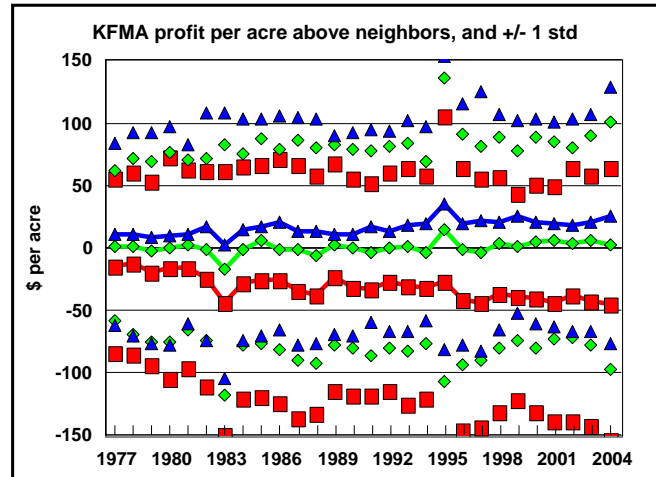 KFMA profit per acre above neighbors, and +/- 1 std
150
100
50
0
-50
-100
-150
$ per acre
1977 1980 1983 1986 1989 1992 1995 1998 2001 2004